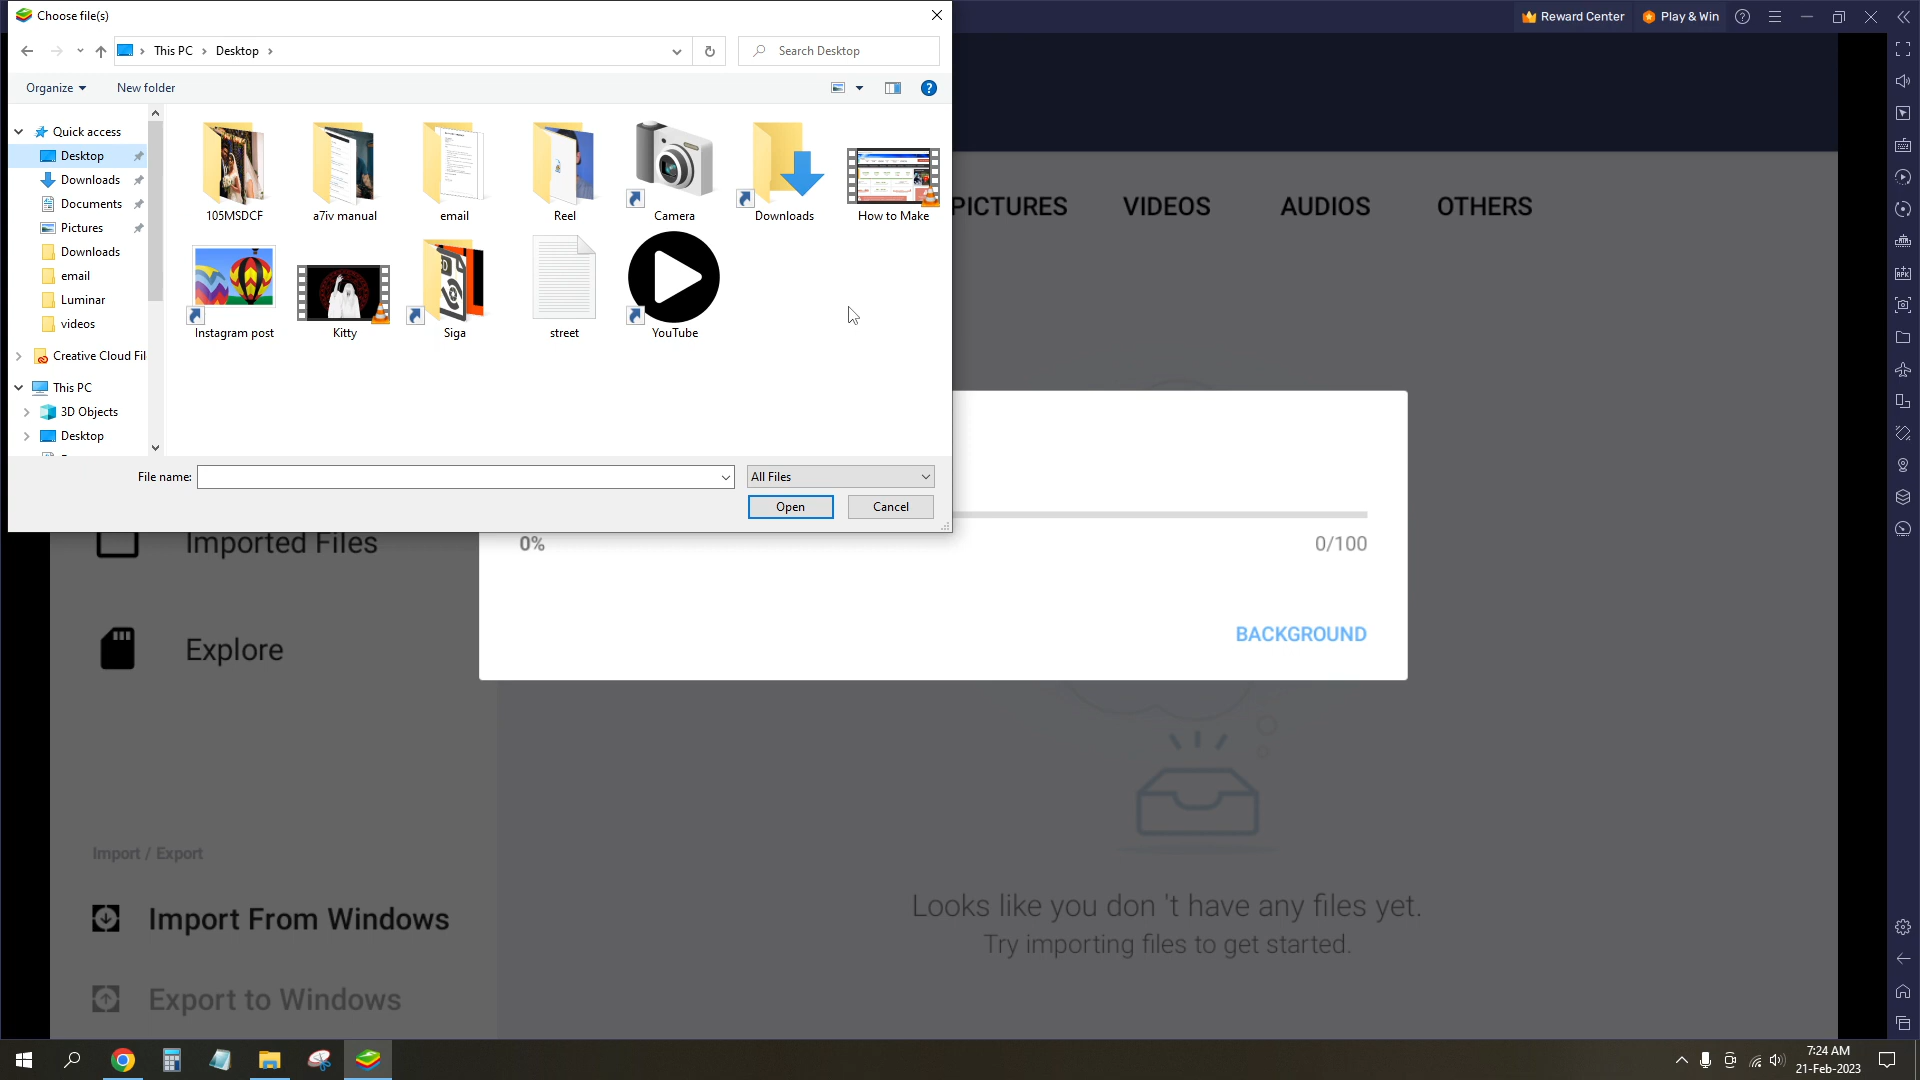 Choose file(s)
Reward Center
Play & Win
This PC
Desktop
Search Desktop
Organize
New folder
Quick access
Desktop
Downloads
Documents
Pictures
Downloads
email
Luminar
videos
Creative Cloud Fil
This PC
3D Objects
Desktop
105MSDCF
a7iv manual
email
Reel
Camera
Downloads
How to Make
Instagram post
Kitty
Siga
street
YouTube
File name:
All Files
Open
Cancel
PICTURES
VIDEOS
AUDIOS
OTHERS
Imported Files
0%
0/100
Explore
BACKGROUND
Import / Export
Import From Windows
Export to Windows
Looks like you don 't have any files yet.
Try importing files to get started.
7:24 AM
21-Feb-2023